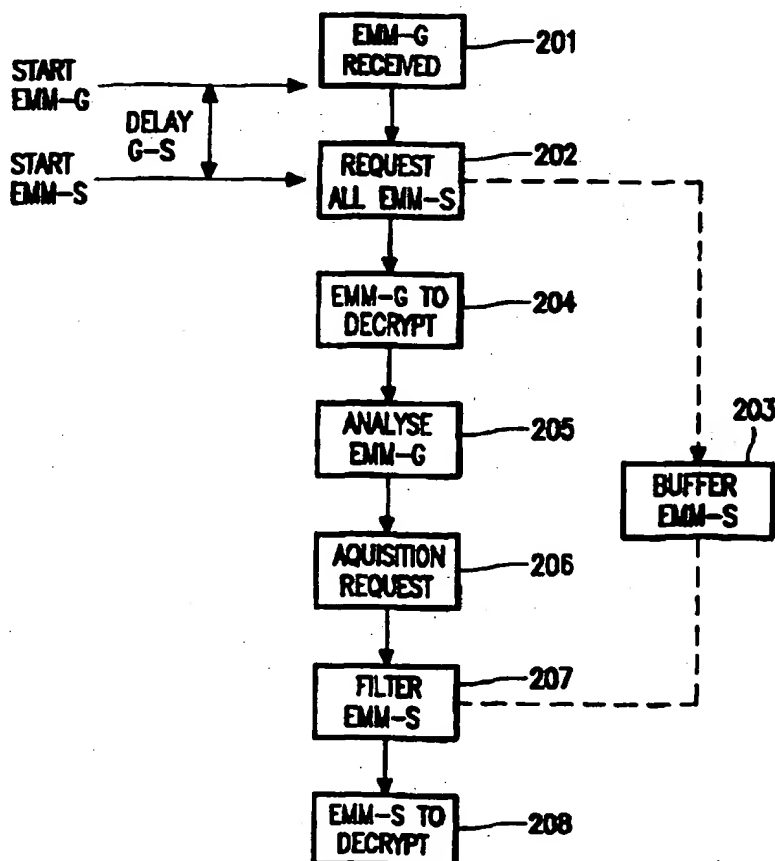 EMM-G
RECEIVED
201
START
EMM-G
DELAY
G-S
START
EMM-S
REQUEST
ALL EMM-S
202
EMM-G TO
DECRYPT
204
ANALYSE
EMM-G
205
203
BUFFER
EMM-S
AQUISITION
REQUEST
206
FILTER
EMM-S
207
EMM-S TO
DECRYPT
208